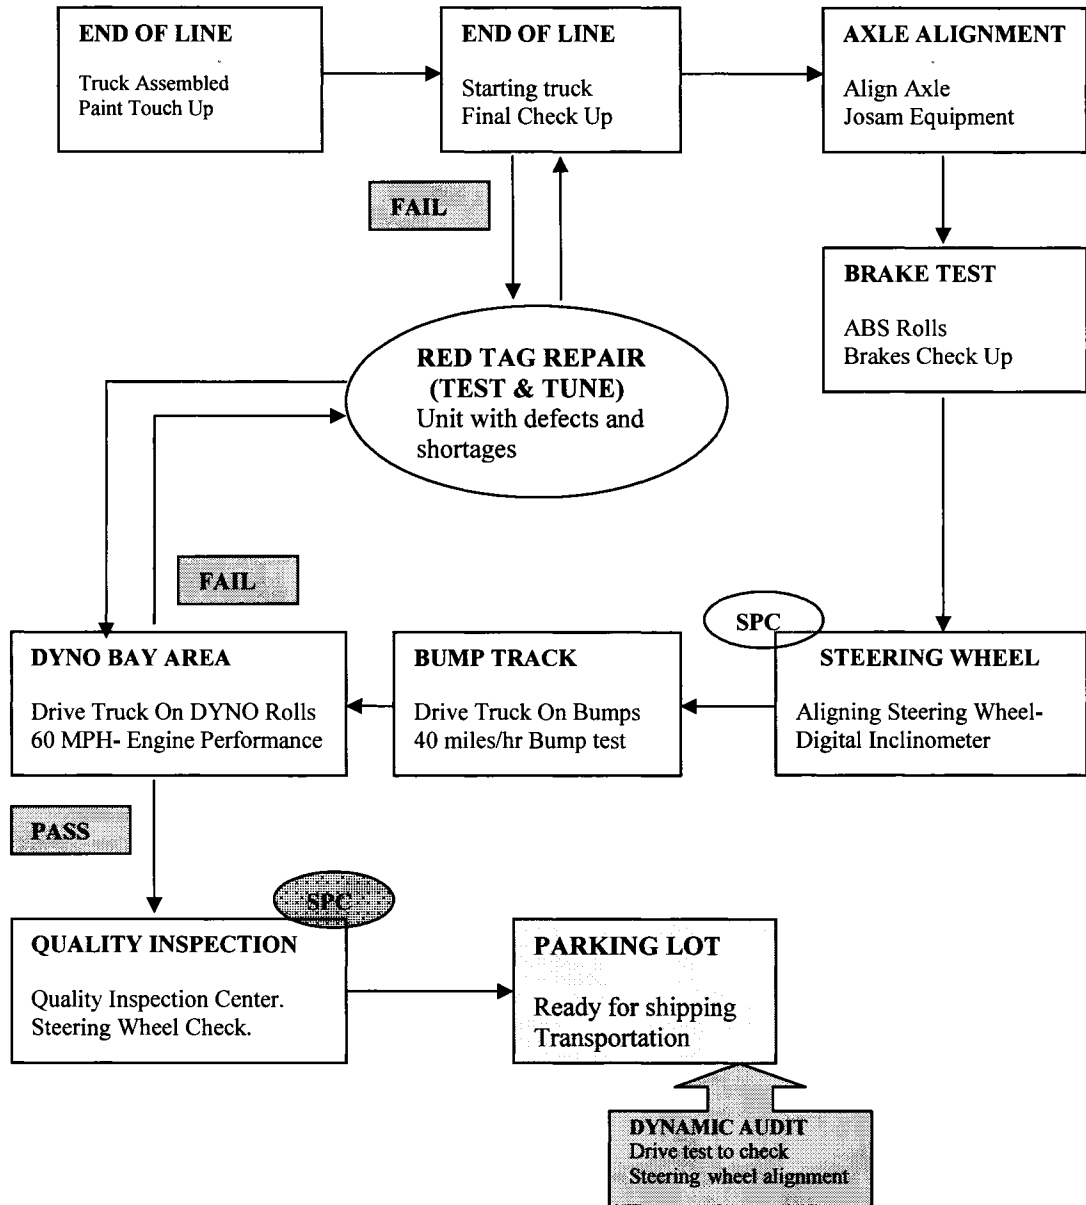 END OF LINE
Truck Assembled
Paint Touch Up
END OF LINE
Starting truck
Final Check Up
AXLE ALIGNMENT
Align Axle
Josam Equipment
FAIL
BRAKE TEST
ABS Rolls
Brakes Check Up
RED TAG REPAIR
(TEST & TUNE)
Unit with defects and
shortages
FAIL
SPC
DYNO BAY AREA
Drive Truck On DYNO Rolls
60 MPH- Engine Performance
BUMP TRACK
Drive Truck On Bumps
40 miles/hr Bump test
STEERING WHEEL
Aligning Steering Wheel-
Digital Inclinometer
PASS
SPC
QUALITY INSPECTION
Quality Inspection Center.
Steering Wheel Check.
PARKING LOT
Ready for shipping
Transportation
DYNAMIC AUDIT
Drive test to check
Steering wheel alignment